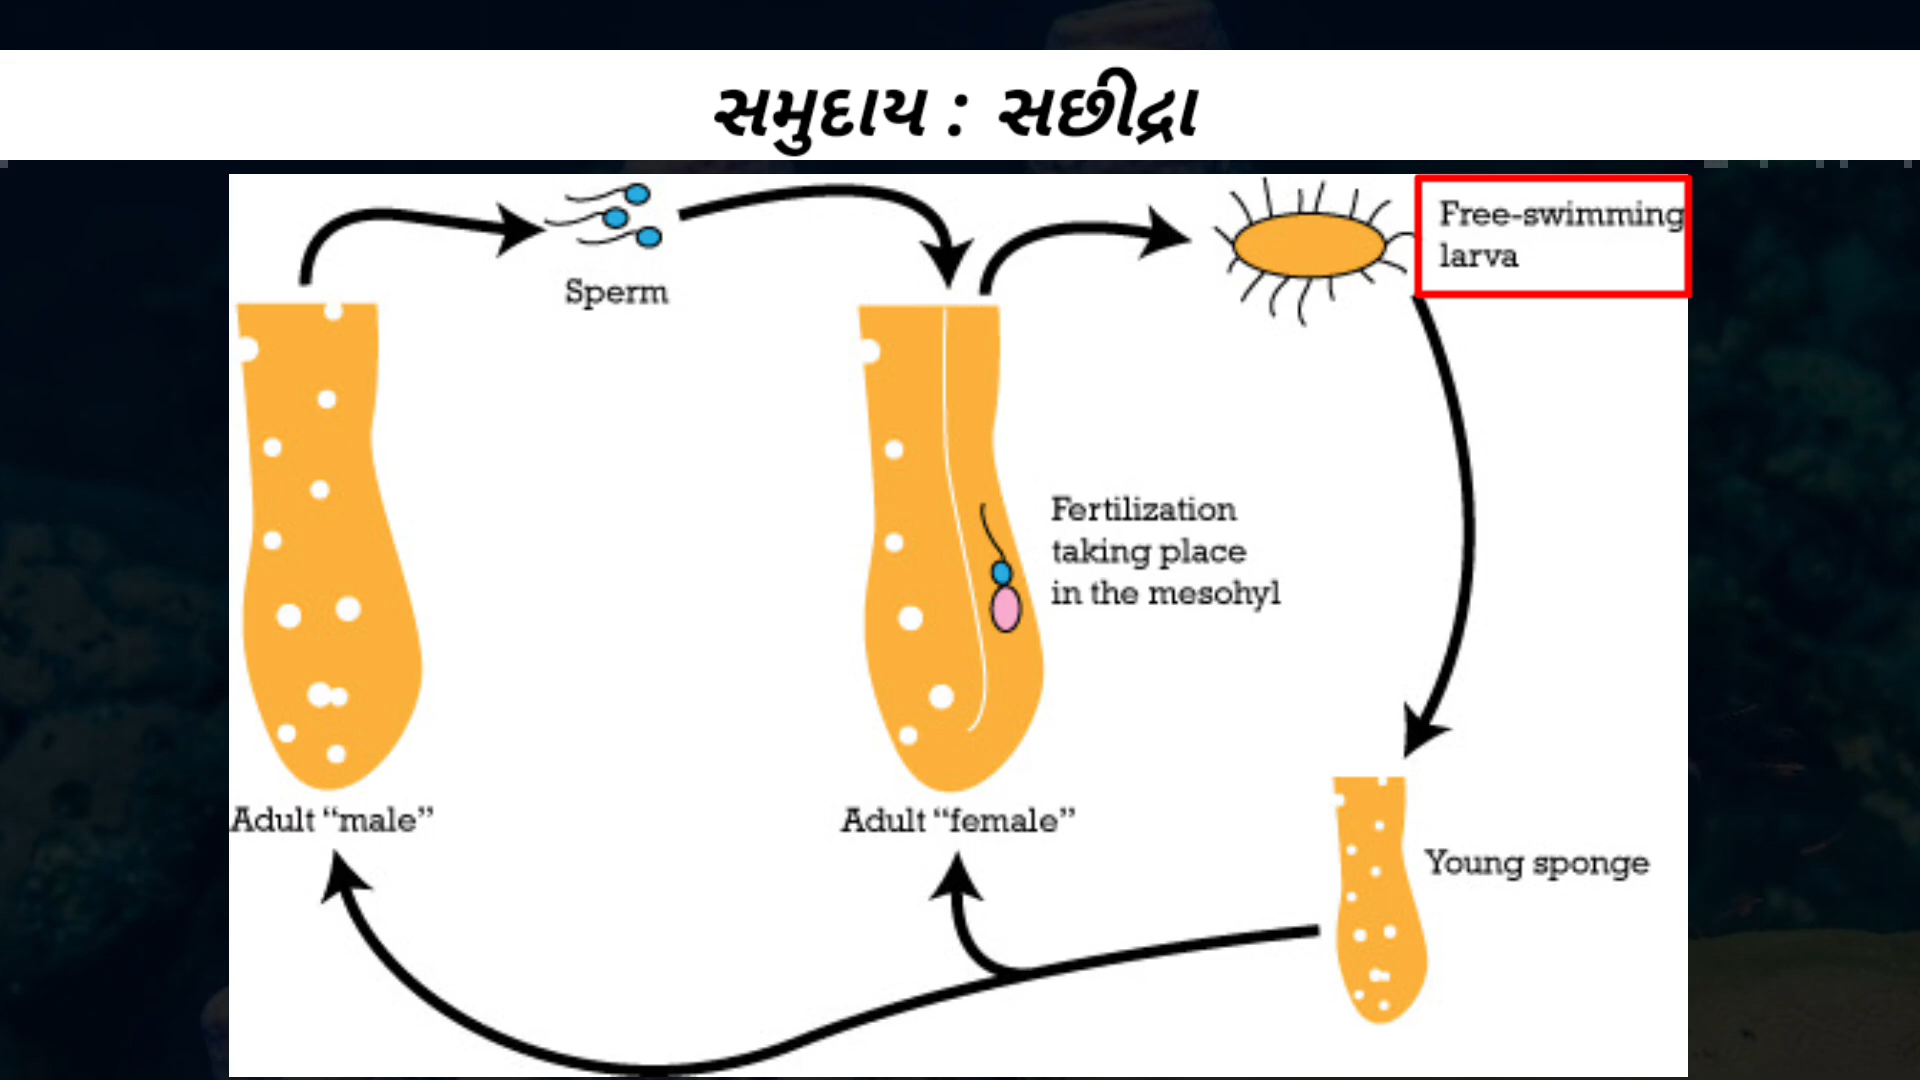 સમુદાય : સછીદ્રા
Sperm
Free-swimming
larva
Fertilization
taking place
in the mesohyl
Adult “male”
Adult “female”
Young sponge